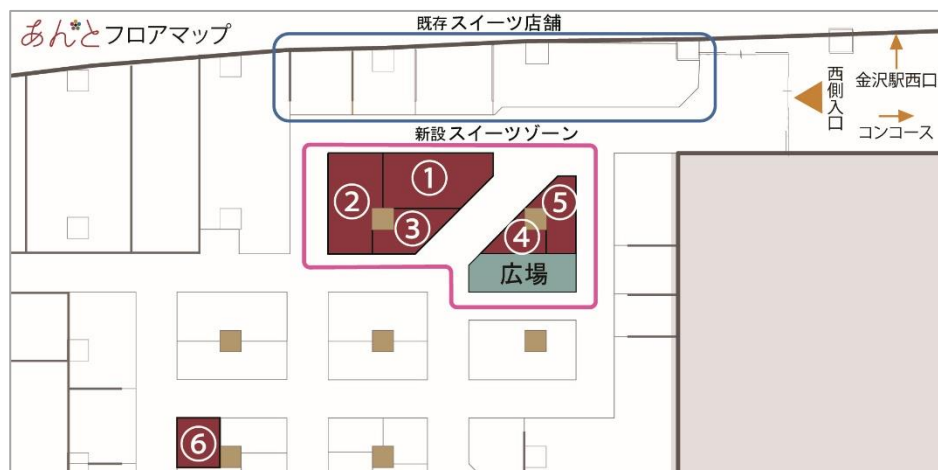 あんとフロアマップ
既存スイーツ店舗
金沢駅西口
西側入口
コンコース
新設スイーツゾーン
①
②
③
⑤
④
広場
⑥